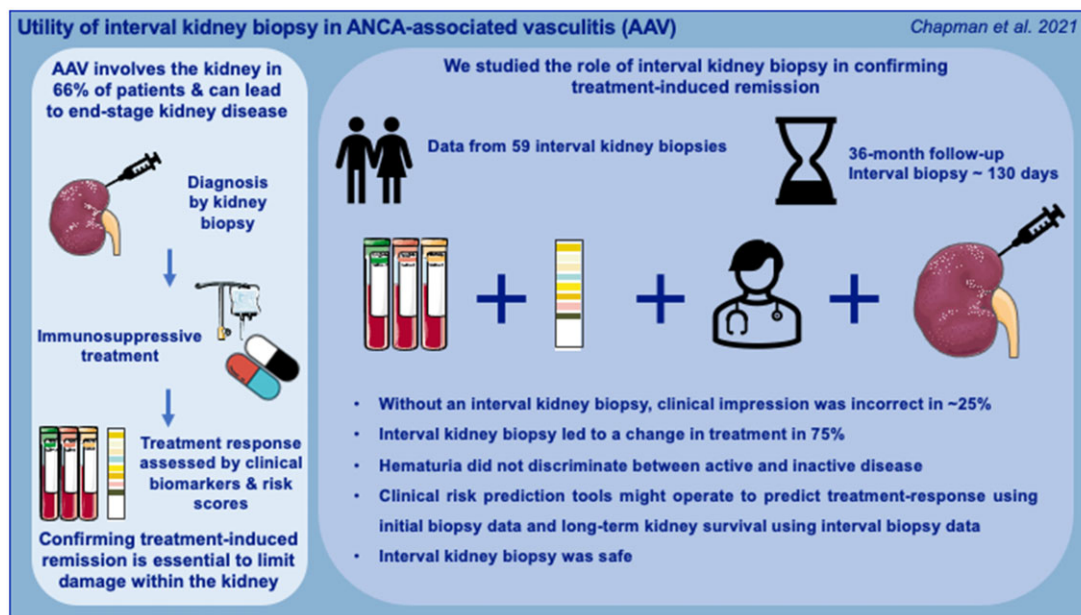 Utility of interval kidney biopsy in ANCA-associated vasculitis (AAV)
Chapman et al. 2021
AAV involves the kidney in
66% of patients & can lead
to end-stage kidney disease
Diagnosis
by kidney
biopsy
Immunosuppressive
treatment
Treatment response
assessed by clinical
biomarkers & risk
scores
Confirming treatment-induced
remission is essential to limit
damage within the kidney
We studied the role of interval kidney biopsy in confirming
treatment-induced remission
Data from 59 interval kidney biopsies
36-month follow-up
Interval biopsy ~ 130 days
• Without an interval kidney biopsy, clinical impression was incorrect in ~25%
• Interval kidney biopsy led to a change in treatment in 75%
• Hematuria did not discriminate between active and inactive disease
• Clinical risk prediction tools might operate to predict treatment-response using
initial biopsy data and long-term kidney survival using interval biopsy data
• Interval kidney biopsy was safe